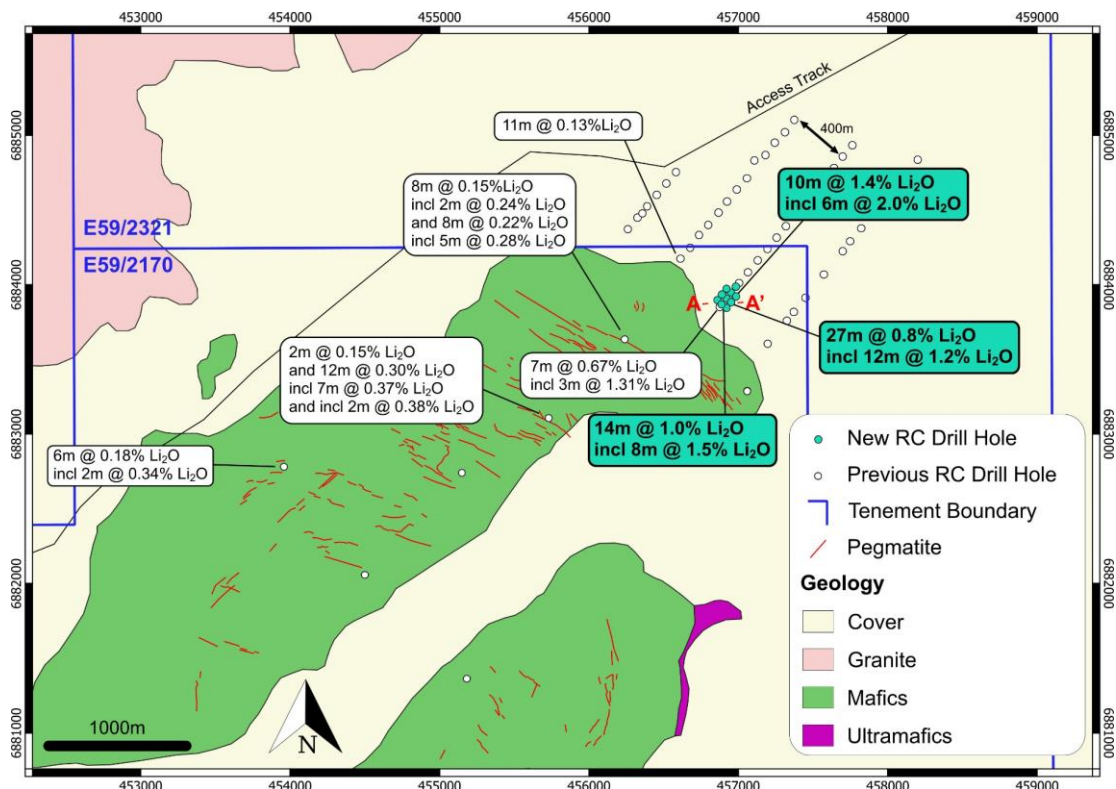 453000
454000
455000
456000
457000
458000
459000
6885000
6884000
6883000
6882000
6881000
6885000
6884000
6883000
6882000
6881000
Access Track
400m
11m @ 0.13%Li₂O
8m @ 0.15%Li₂O
incl 2m @ 0.24% Li₂O
and 8m @ 0.22% Li₂O
incl 5m @ 0.28% Li₂O
10m @ 1.4% Li₂O
incl 6m @ 2.0% Li₂O
E59/2321
E59/2170
A
A'
27m @ 0.8% Li₂O
incl 12m @ 1.2% Li₂O
2m @ 0.15% Li₂O
and 12m @ 0.30% Li₂O
incl 7m @ 0.37% Li₂O
and incl 2m @ 0.38% Li₂O
7m @ 0.67% Li₂O
incl 3m @ 1.31% Li₂O
14m @ 1.0% Li₂O
incl 8m @ 1.5% Li₂O
6m @ 0.18% Li₂O
incl 2m @ 0.34% Li₂O
New RC Drill Hole
Previous RC Drill Hole
Tenement Boundary
Pegmatite
Geology
Cover
Granite
Mafics
Ultramafics
1000m
N
453000
454000
455000
456000
457000
458000
459000